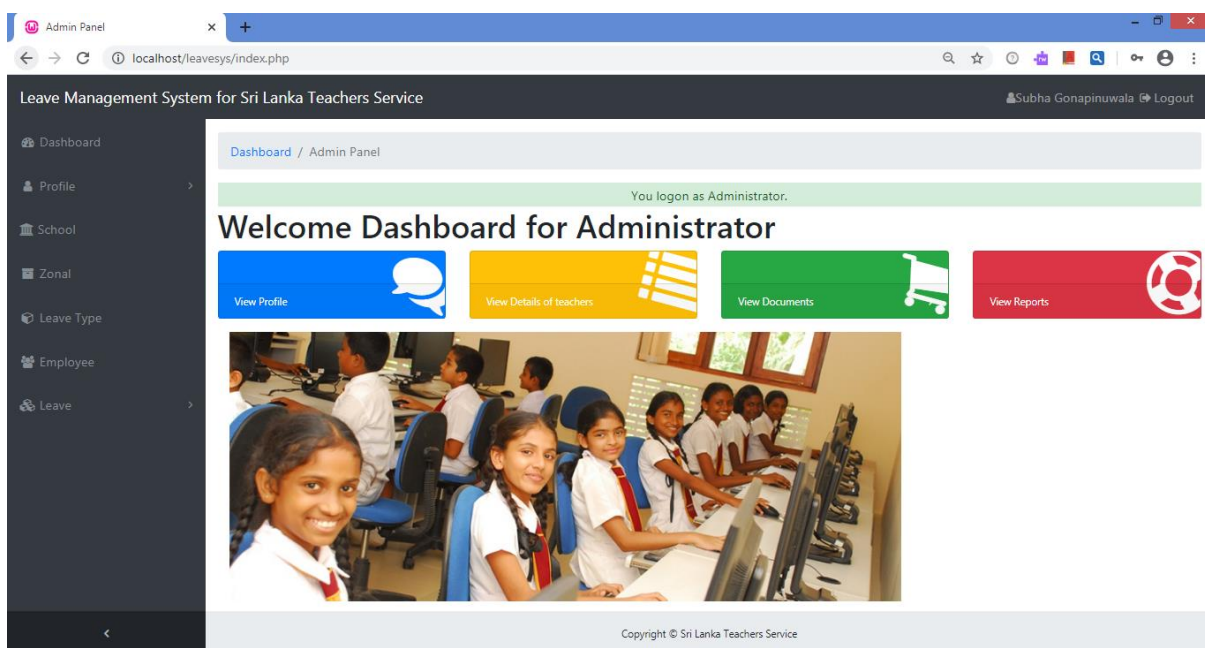 Admin Panel
localhost/leavesys/index.php
Leave Management System for Sri Lanka Teachers Service
Subha Gonapinuwala Logout
Dashboard
Profile
School
Zonal
Leave Type
Employee
Leave
Dashboard / Admin Panel
You logon as Administrator.
Welcome Dashboard for Administrator
View Profile
View Details of teachers
View Documents
View Reports
Copyright © Sri Lanka Teachers Service